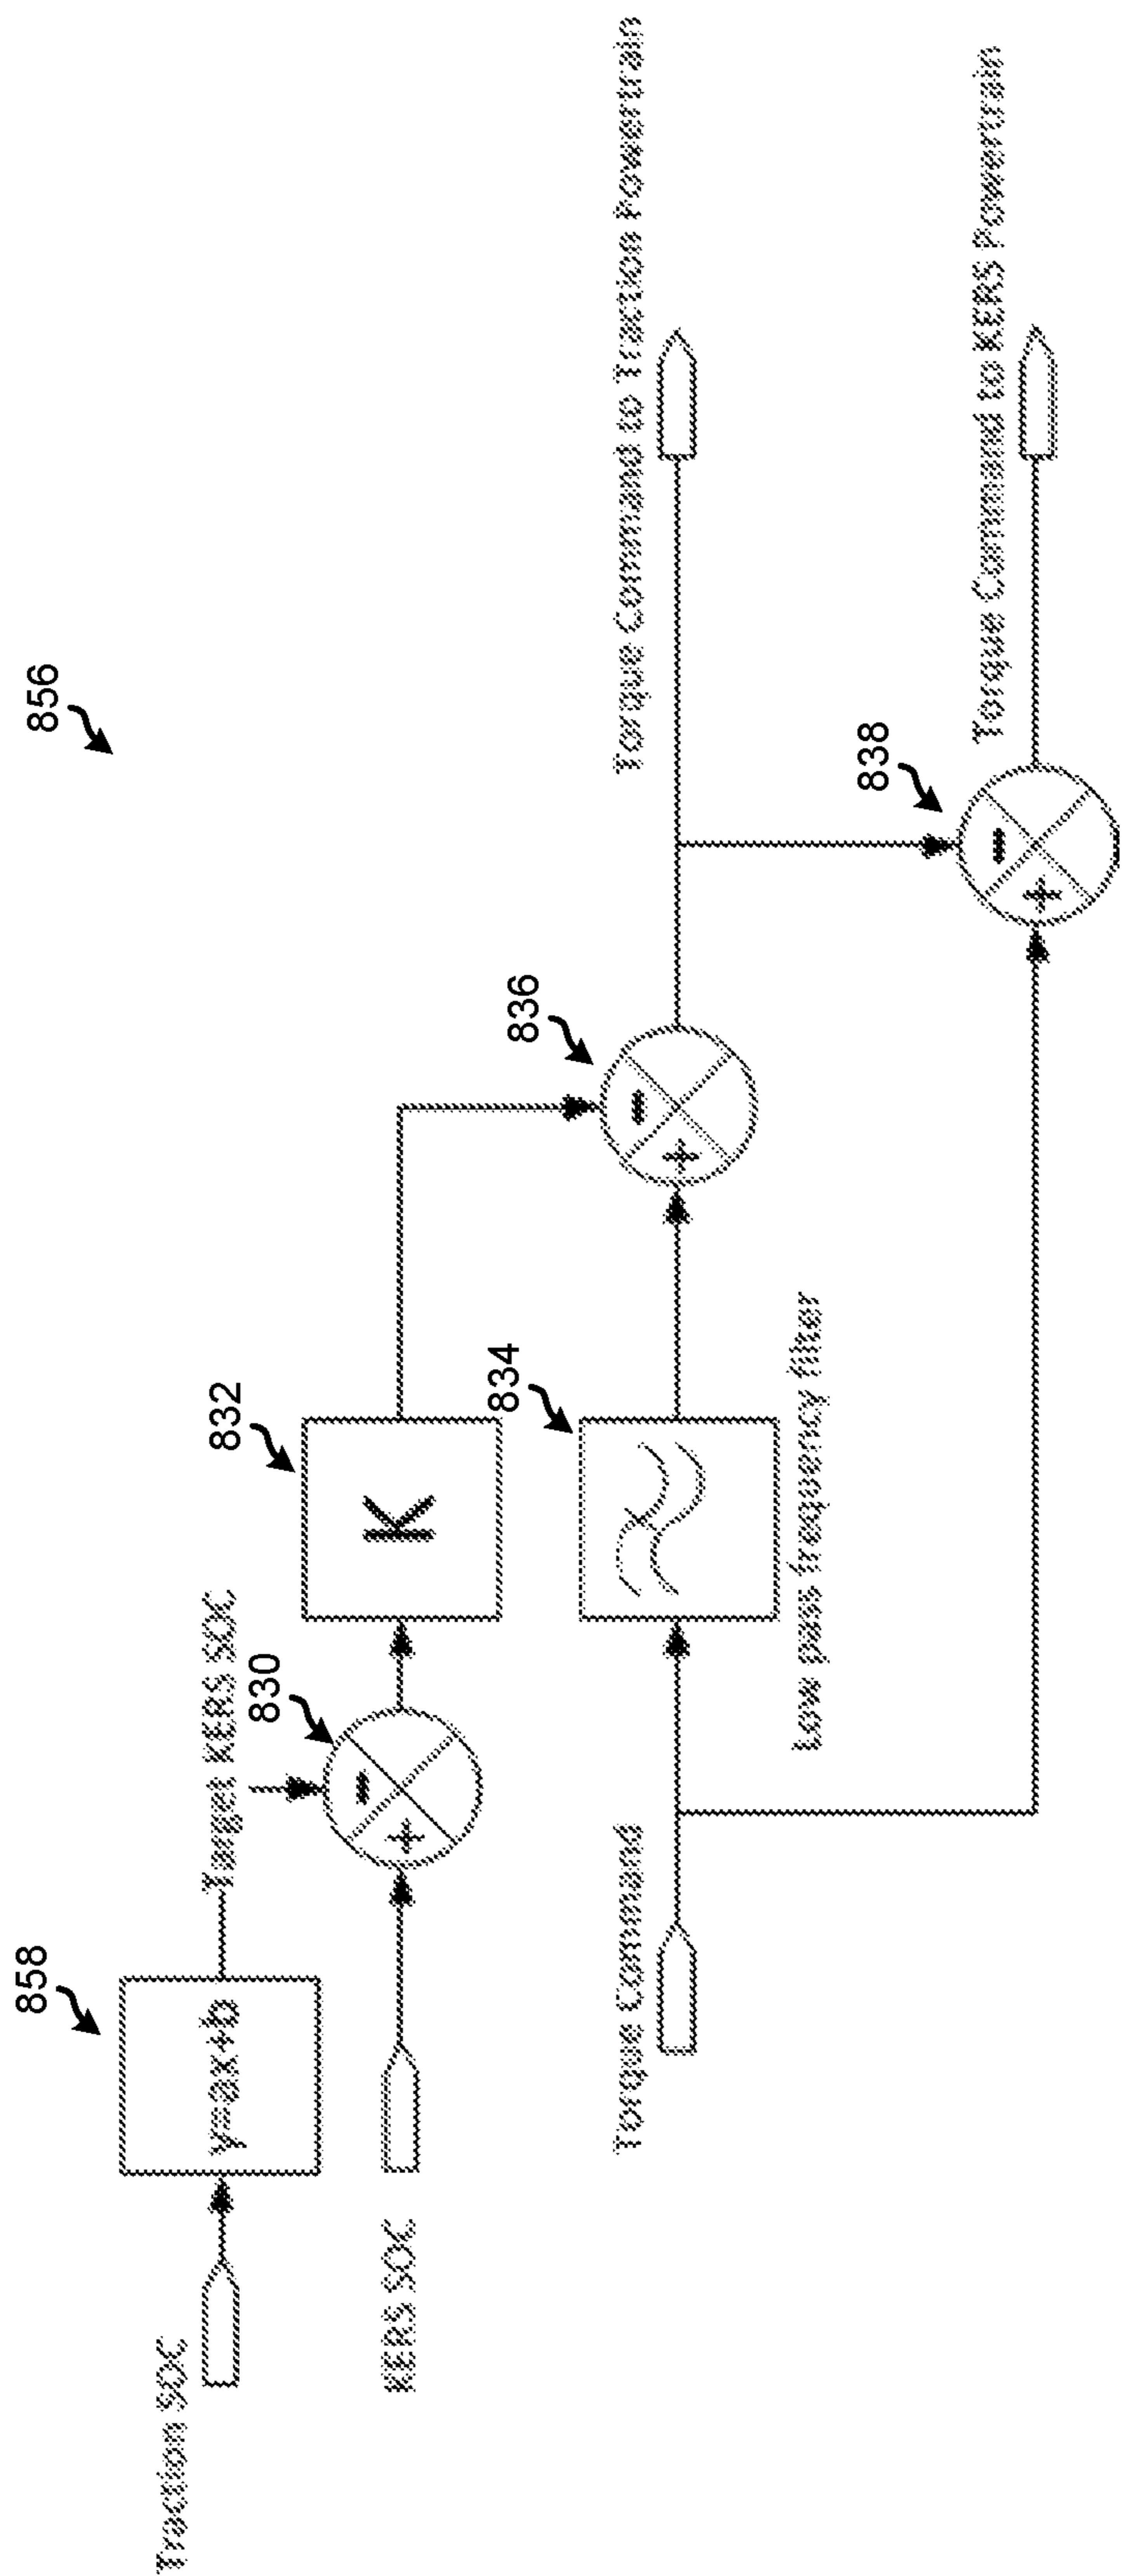 856
858
Traction SOC
y=ax+b
Target KERS SOC
830
KERS SOC
832
K
834
836
Torque Command
Low pass frequency filter
Torque Command to Traction Powertrain
838
Torque Command to KERS Powertrain
-
+
-
+
-
+